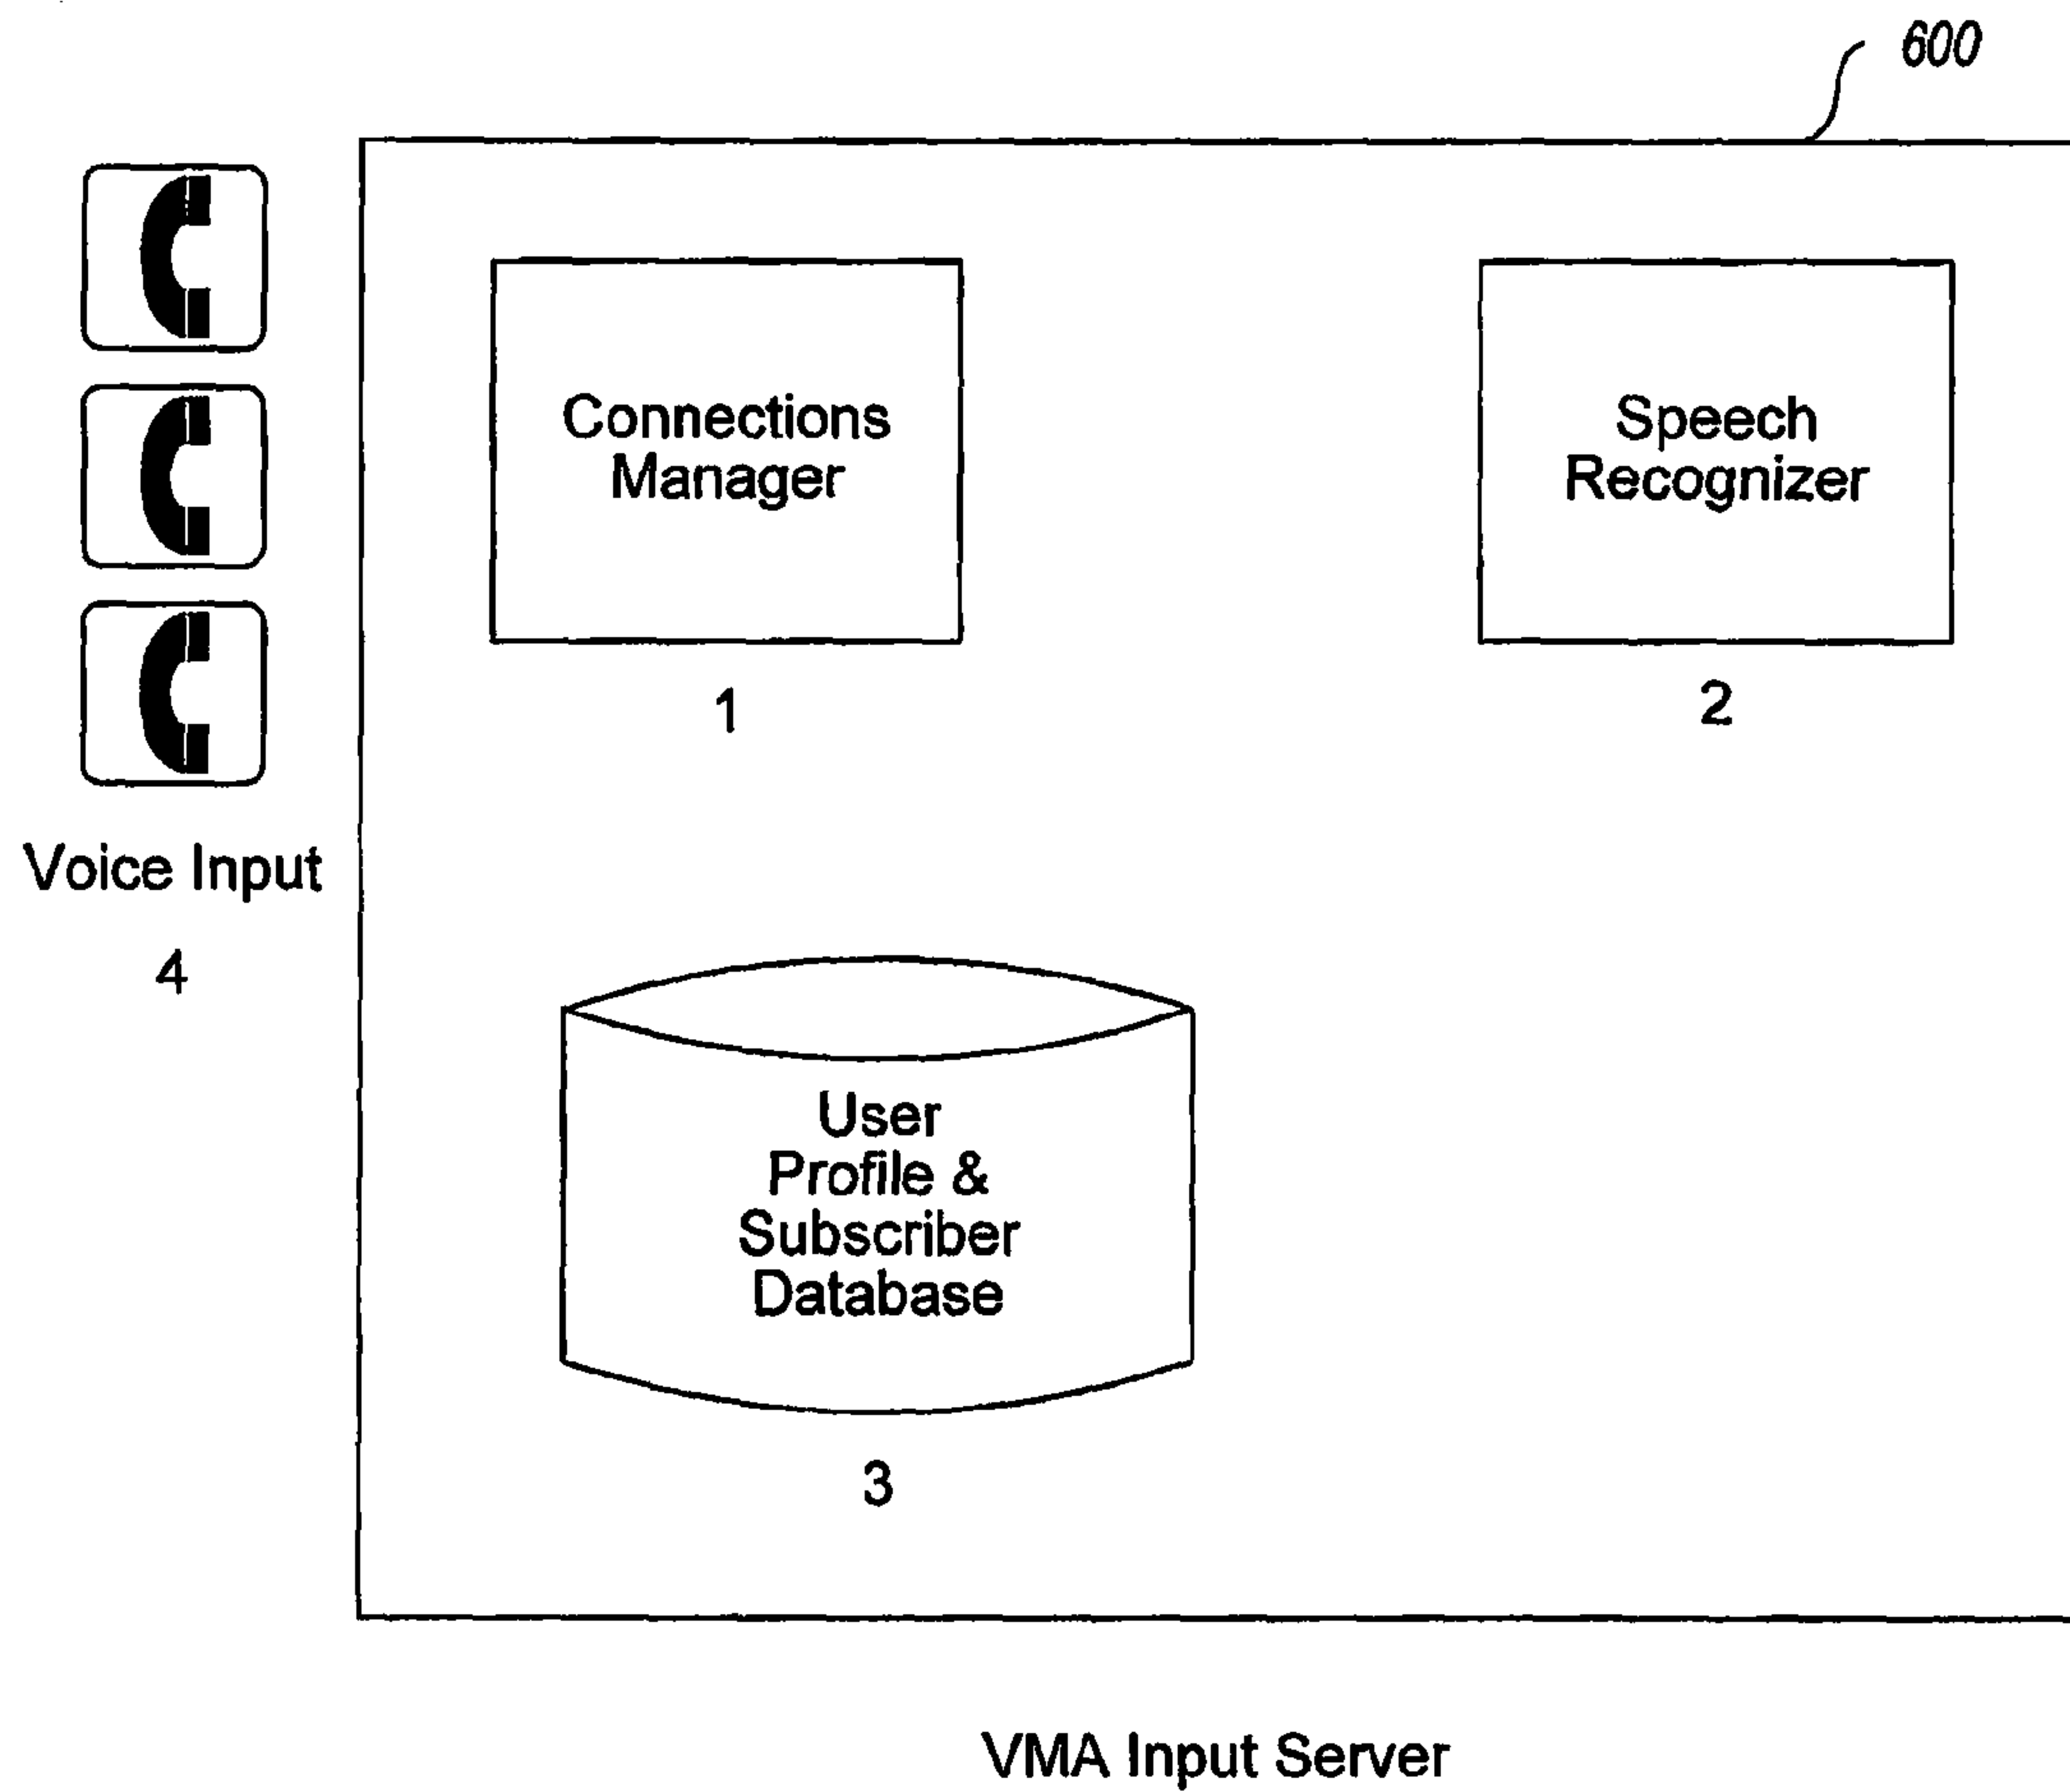 600
Connections
Manager
1
Speech
Recognizer
2
Voice Input
4
User
Profile &
Subscriber
Database
3
VMA Input Server